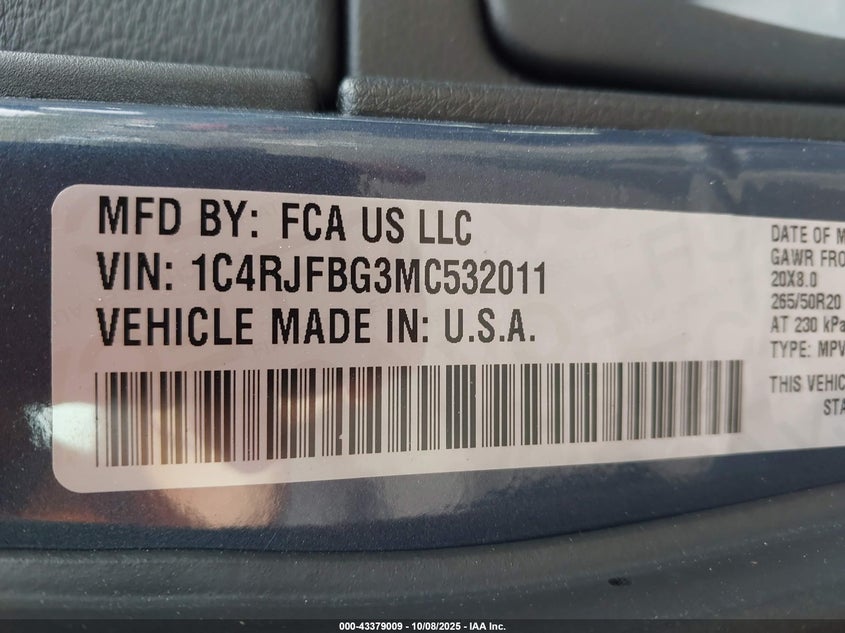 MFD BY: FCA US LLC
VIN: 1C4RJFBG3MC532011
VEHICLE MADE IN: U.S.A.
DATE OF M
GAWR FRO
20X8.0
265/50R20
AT 230 kPa
TYPE: MPV
THIS VEHIC
STA
000-43379009 - 10/08/2025 - IAA Inc.